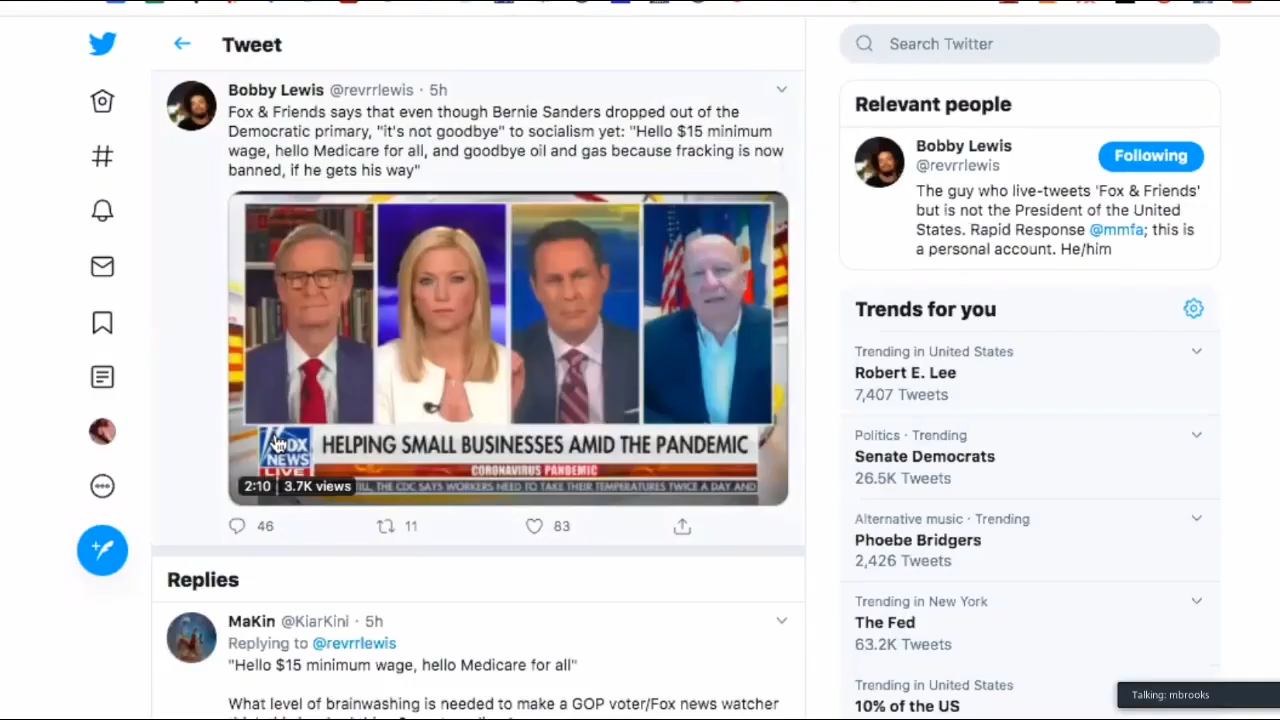 Tweet
Search Twitter
Bobby Lewis @revrrlewis · 5h
Fox & Friends says that even though Bernie Sanders dropped out of the
Democratic primary, "it's not goodbye" to socialism yet: "Hello $15 minimum
wage, hello Medicare for all, and goodbye oil and gas because fracking is now
banned, if he gets his way"
HELPING SMALL BUSINESSES AMID THE PANDEMIC
FOX
NEWS
LIVE
CORONAVIRUS PANDEMIC
2:10 | 3.7K views
THE CDC SAYS WORKERS NEED TO TAKE THEIR TEMPERATURES TWICE A DAY AND
46
11
83
Replies
MaKin @KiarKini · 5h
Replying to @revrrlewis
"Hello $15 minimum wage, hello Medicare for all"
What level of brainwashing is needed to make a GOP voter/Fox news watcher
Relevant people
Bobby Lewis
@revrrlewis
Following
The guy who live-tweets 'Fox & Friends'
but is not the President of the United
States. Rapid Response @mmfa; this is
a personal account. He/him
Trends for you
Trending in United States
Robert E. Lee
7,407 Tweets
Politics · Trending
Senate Democrats
26.5K Tweets
Alternative music · Trending
Phoebe Bridgers
2,426 Tweets
Trending in New York
The Fed
63.2K Tweets
Trending in United States
10% of the US
Talking: mbrooks